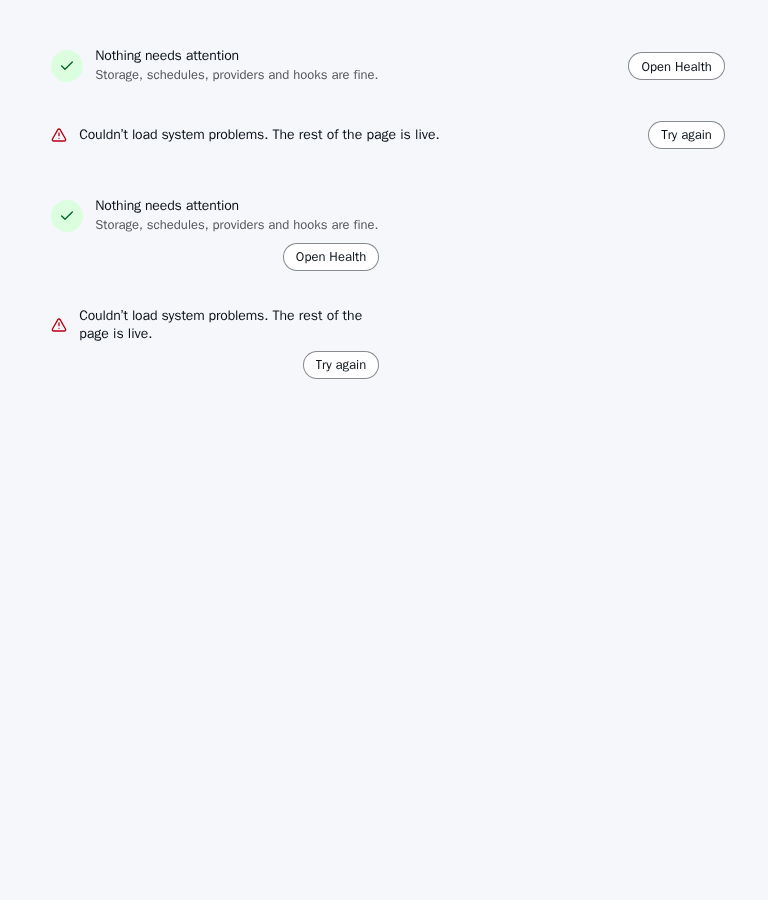 Nothing needs attention
Storage, schedules, providers and hooks are fine.
Open Health
Couldn’t load system problems. The rest of the page is live.
Try again
Nothing needs attention
Storage, schedules, providers and hooks are fine.
Open Health
Couldn’t load system problems. The rest of the
page is live.
Try again